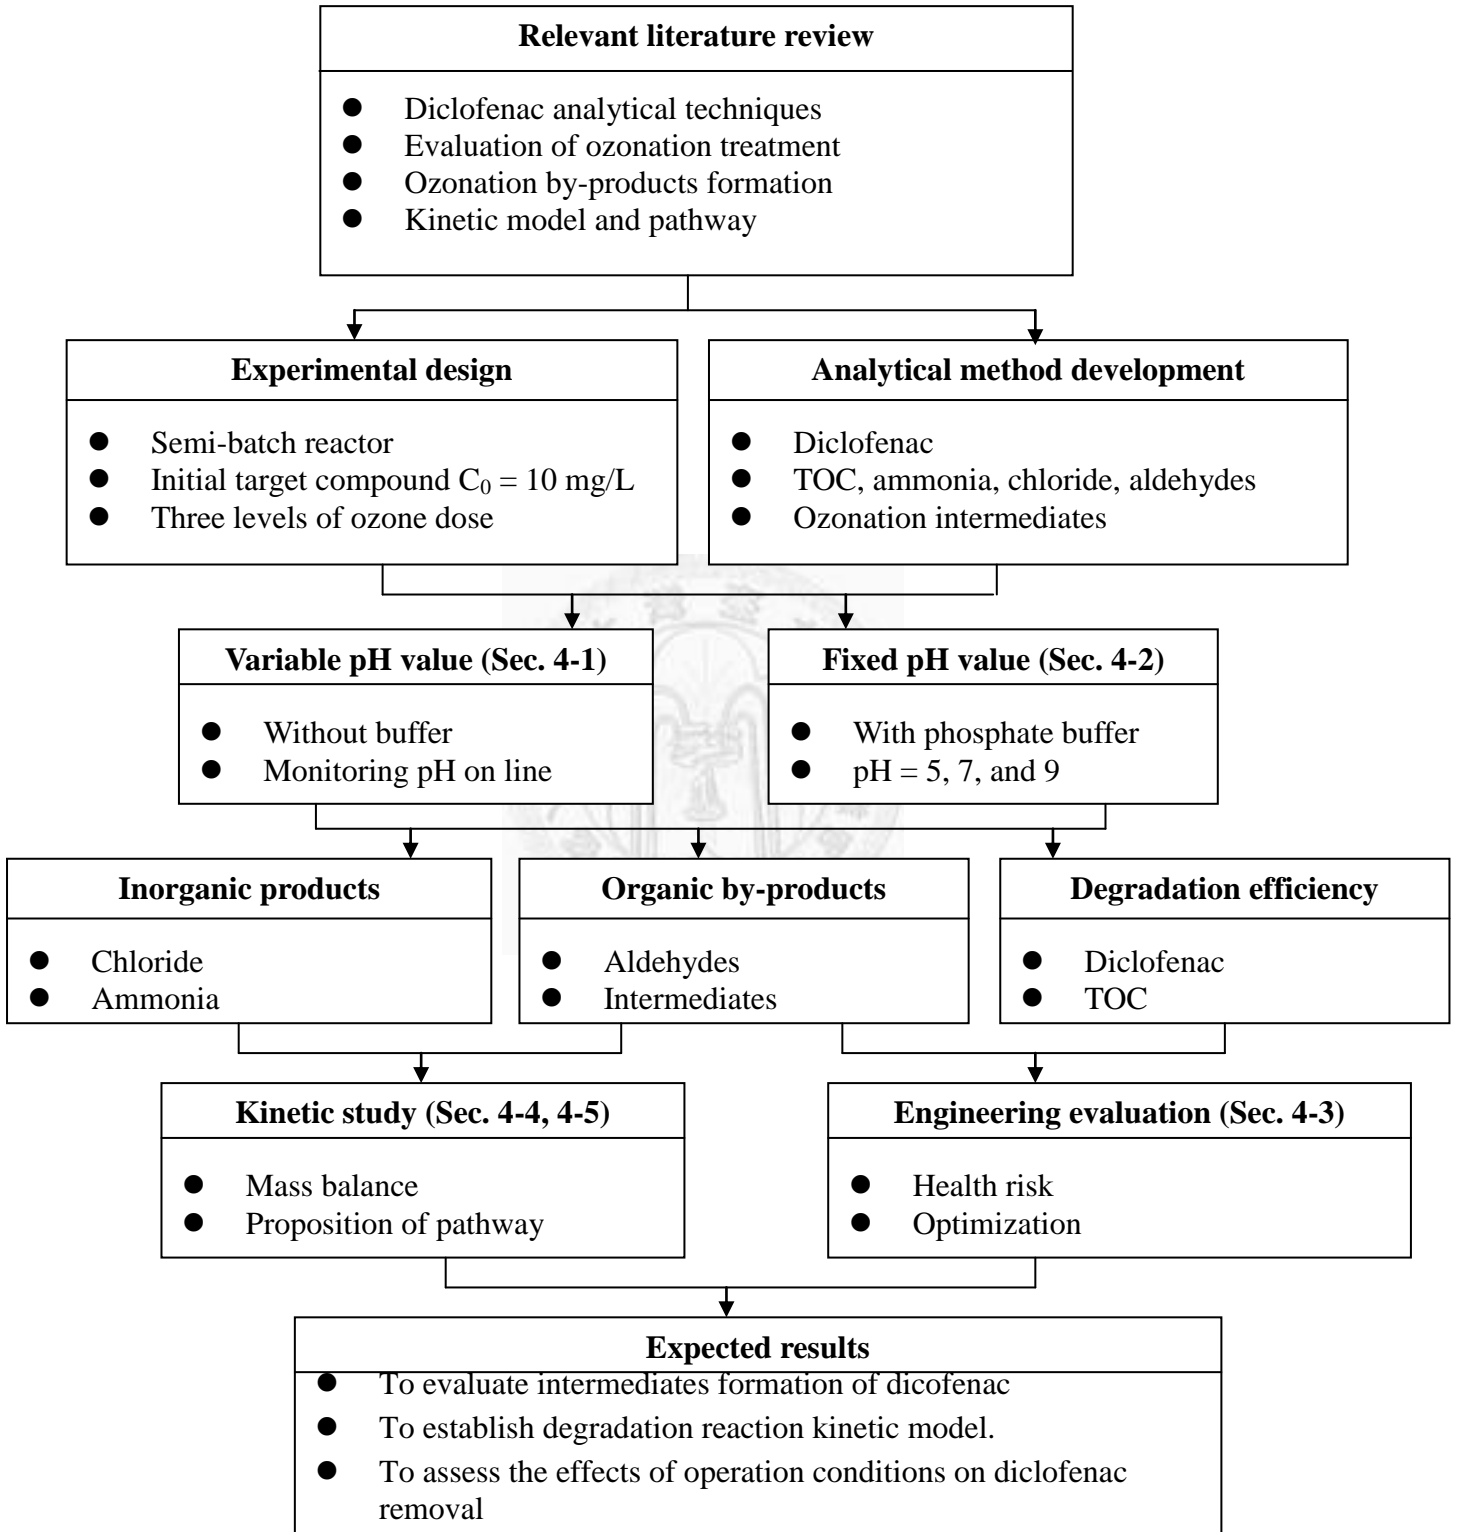 Relevant literature review
● Diclofenac analytical techniques
● Evaluation of ozonation treatment
● Ozonation by-products formation
● Kinetic model and pathway
Experimental design
● Semi-batch reactor
● Initial target compound C₀ = 10 mg/L
● Three levels of ozone dose
Analytical method development
● Diclofenac
● TOC, ammonia, chloride, aldehydes
● Ozonation intermediates
Variable pH value (Sec. 4-1)
● Without buffer
● Monitoring pH on line
Fixed pH value (Sec. 4-2)
● With phosphate buffer
● pH = 5, 7, and 9
Inorganic products
● Chloride
● Ammonia
Organic by-products
● Aldehydes
● Intermediates
Degradation efficiency
● Diclofenac
● TOC
Kinetic study (Sec. 4-4, 4-5)
● Mass balance
● Proposition of pathway
Engineering evaluation (Sec. 4-3)
● Health risk
● Optimization
Expected results
● To evaluate intermediates formation of dicofenac
● To establish degradation reaction kinetic model.
● To assess the effects of operation conditions on diclofenac
removal